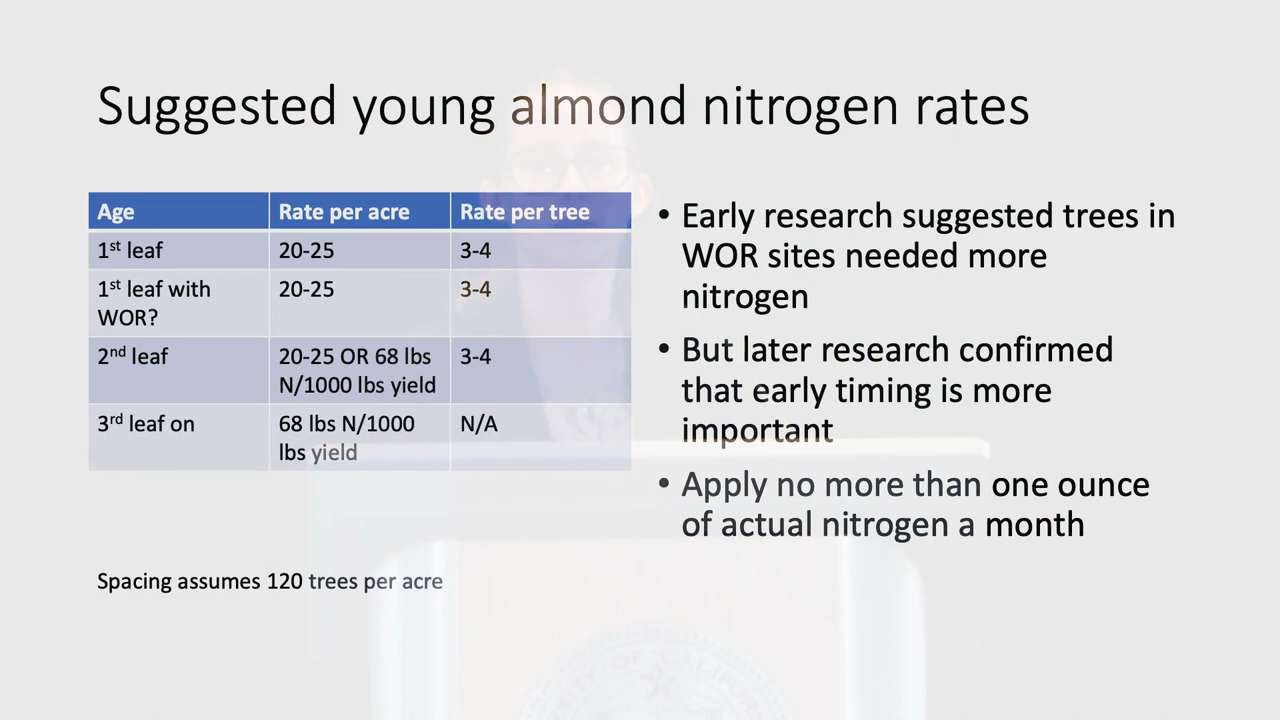 Suggested young almond nitrogen rates
Age Rate per acre Rate per tree
1st leaf 20-25 3-4
1st leaf with 20-25 3-4
WOR?
2nd leaf 20-25 OR 68 lbs 3-4
N/1000 lbs yield
3rd leaf on 68 lbs N/1000 N/A
lbs yield
• Early research suggested trees in
WOR sites needed more
nitrogen
• But later research confirmed
that early timing is more
important
• Apply no more than one ounce
of actual nitrogen a month
Spacing assumes 120 trees per acre
OF CALIFOR